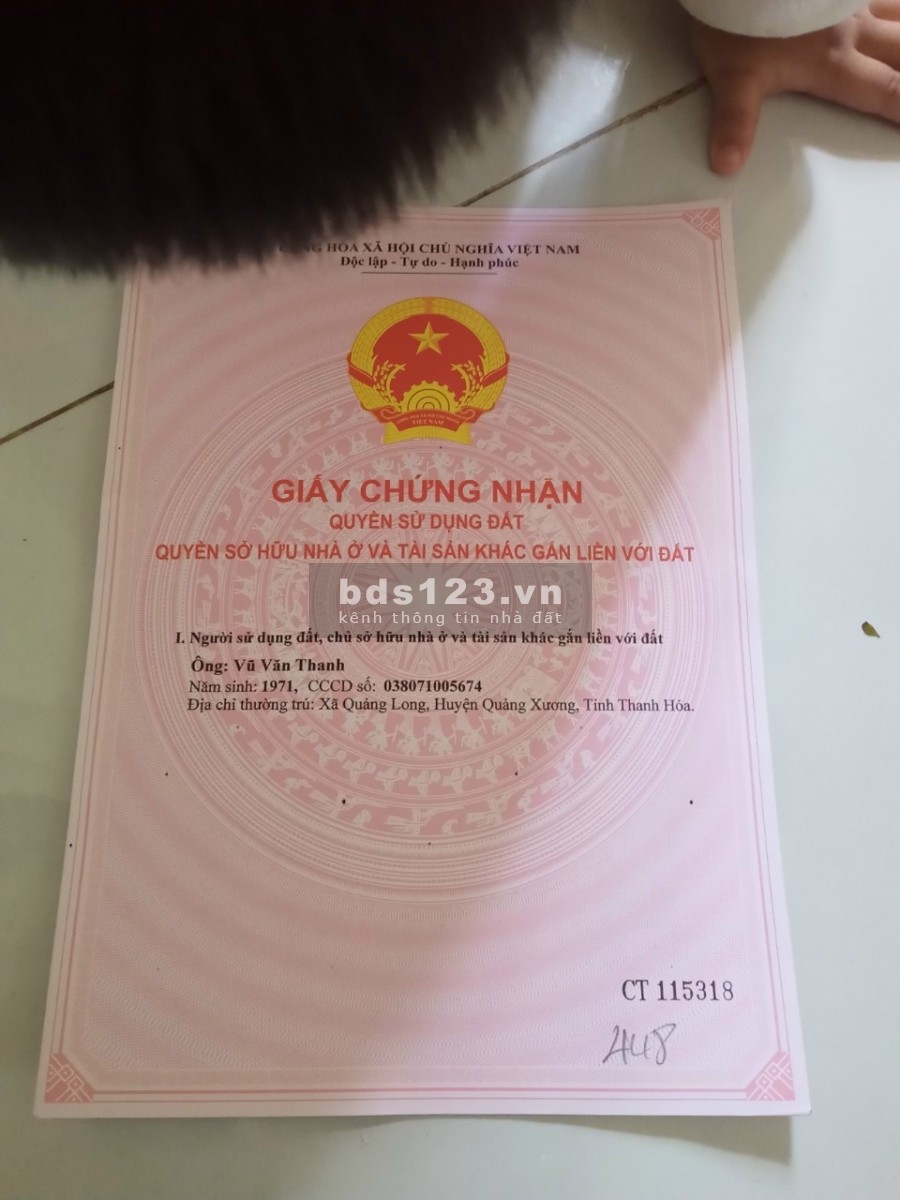 HÒA XÃ HỘI CHỦ NGHĨA VIỆT NAM
Độc lập - Tự do - Hạnh phúc
VIỆT NAM
GIẤY CHỨNG NHẬN
QUYỀN SỬ DỤNG ĐẤT
QUYỀN SỞ HỮU NHÀ Ở VÀ TÀI SẢN KHÁC GẮN LIỀN VỚI ĐẤT
bds123.vn
kênh thông tin nhà đất
I. Người sử dụng đất, chủ sở hữu nhà ở và tài sản khác gắn liền với đất
Ông: Vũ Văn Thanh
Năm sinh: 1971, CCCD số: 038071005674
Địa chỉ thường trú: Xã Quảng Long, Huyện Quảng Xương, Tỉnh Thanh Hóa.
CT 115318